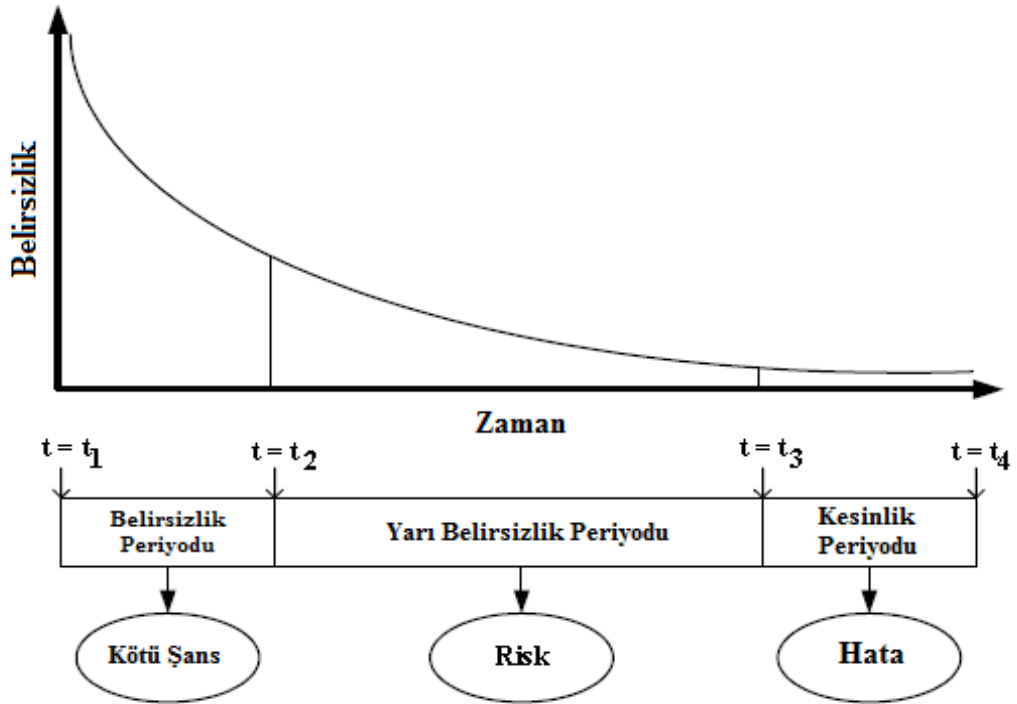 Belirsizlik
Zaman
t = t1
t = t2
t = t3
t = t4
Belirsizlik
Periyodu
Yarı Belirsizlik Periyodu
Kesinlik
Periyodu
Kötü Şans
Risk
Hata